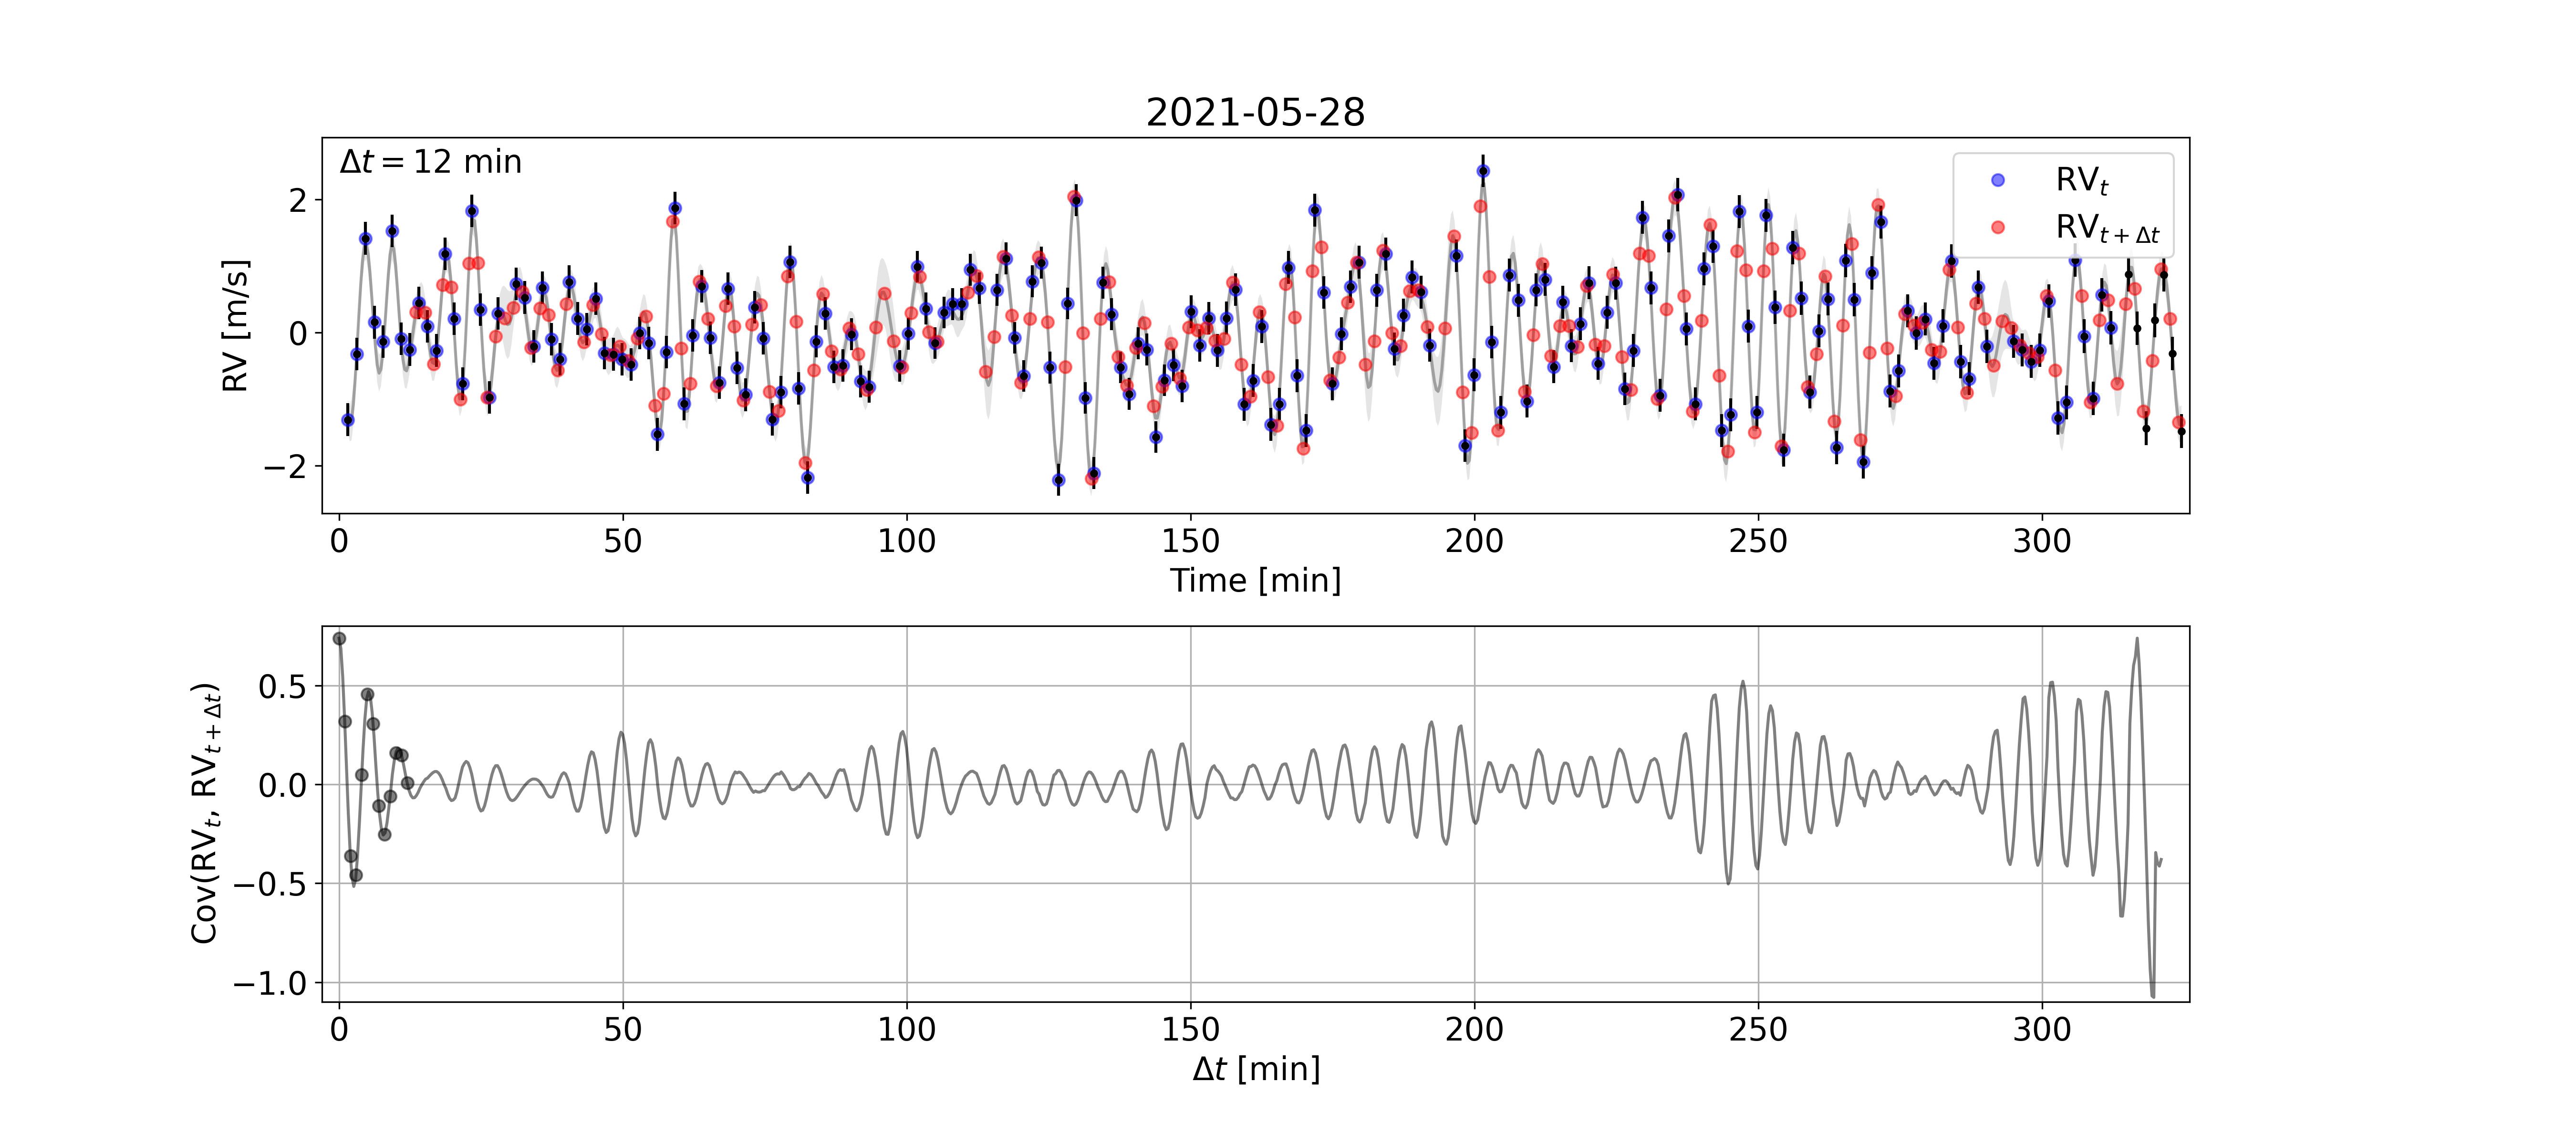 2021-05-28
Δt = 12 min
RV_t
RV_{t+Δt}
2
0
−2
RV [m/s]
0 50 100 150 200 250 300
Time [min]
0.5
0.0
−0.5
−1.0
Cov(RV_t, RV_{t+Δt})
0 50 100 150 200 250 300
Δt [min]